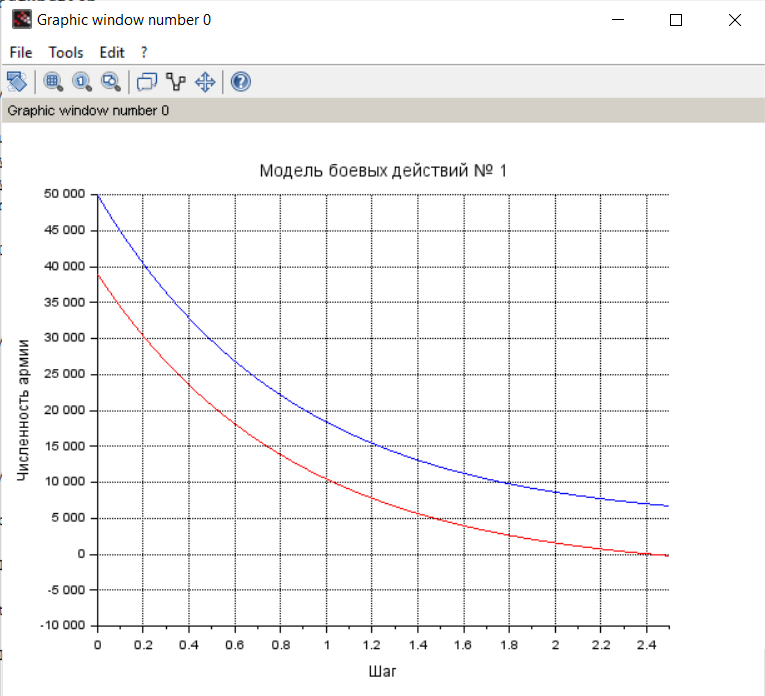 Graphic window number 0
File Tools Edit ?
Graphic window number 0
Модель боевых действий № 1
50 000
45 000
40 000
35 000
30 000
25 000
20 000
15 000
10 000
5 000
0
-5 000
-10 000
Численность армии
0 0.2 0.4 0.6 0.8 1 1.2 1.4 1.6 1.8 2 2.2 2.4
Шаг